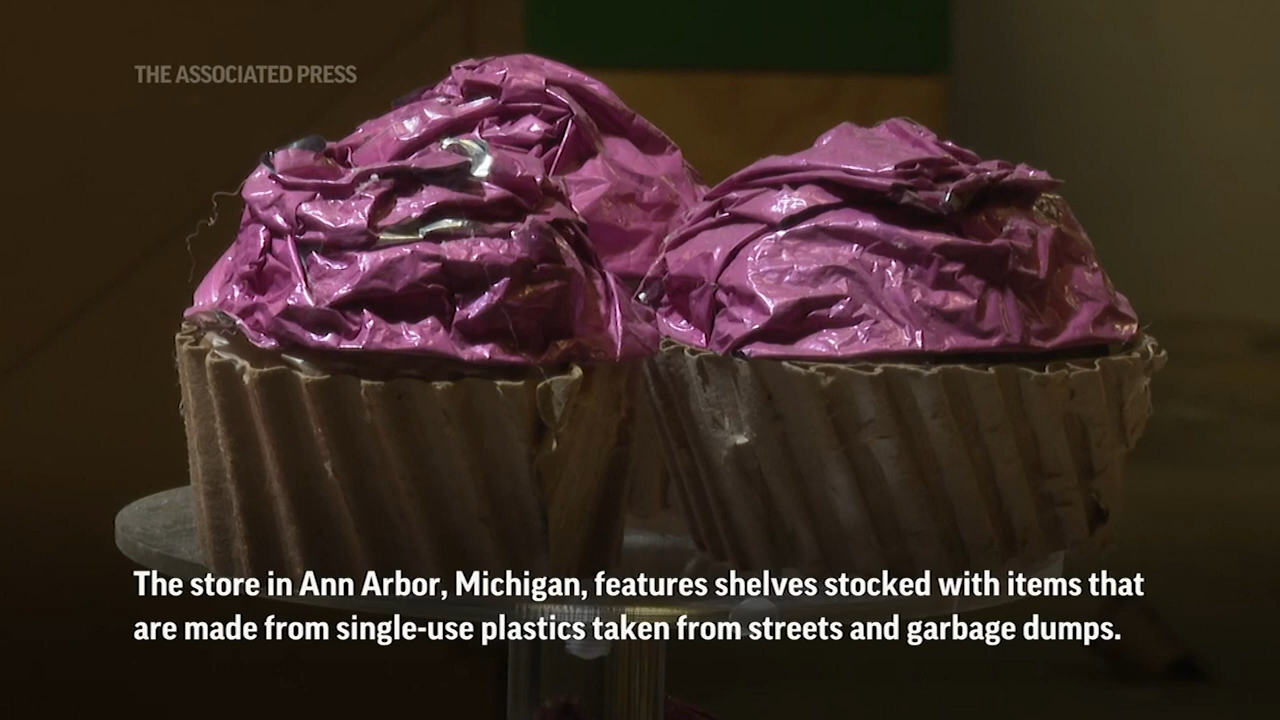 THE ASSOCIATED PRESS
The store in Ann Arbor, Michigan, features shelves stocked with items that
are made from single-use plastics taken from streets and garbage dumps.